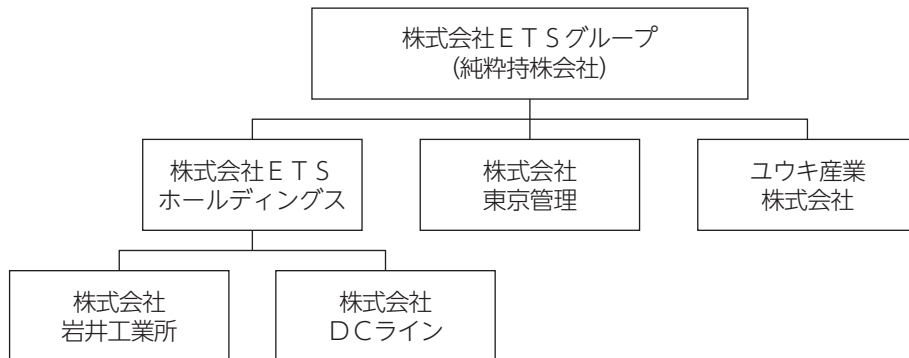 株式会社ＥＴＳグループ
（純粋持株会社）
株式会社ＥＴＳ
ホールディングス
株式会社
東京管理
ユウキ産業
株式会社
株式会社
岩井工業所
株式会社
ＤＣライン